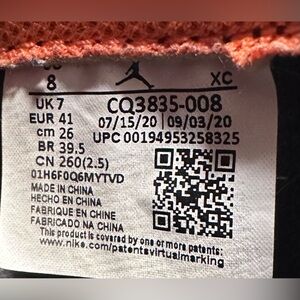 8 XC
UK 7 CQ3835-008
EUR 41 07/15/20 09/03/20
cm 26 UPC 00194953258325
BR 39.5
CN 260(2.5)
01H6F0Q6MYTVD
MADE IN CHINA
HECHO EN CHINA
FABRIQUE EN CHINE
FABRICADO NA CHINA
This product is covered by one or more patents:
www.nike.com/patentsvirtualmarking